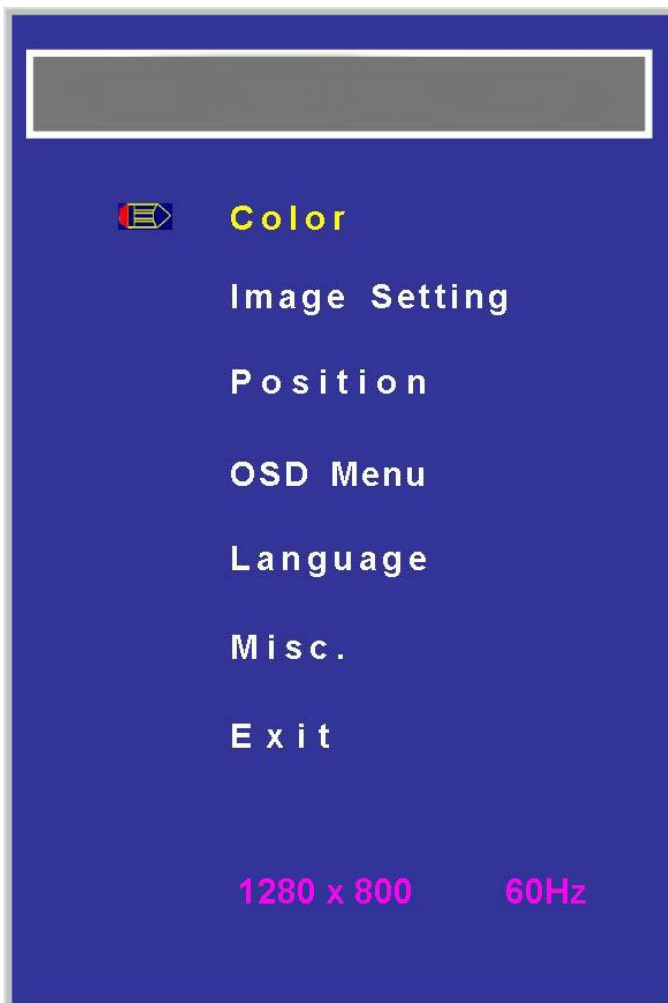 Color
Image Setting
Position
OSD Menu
Language
Misc.
Exit
1280 x 800 60Hz